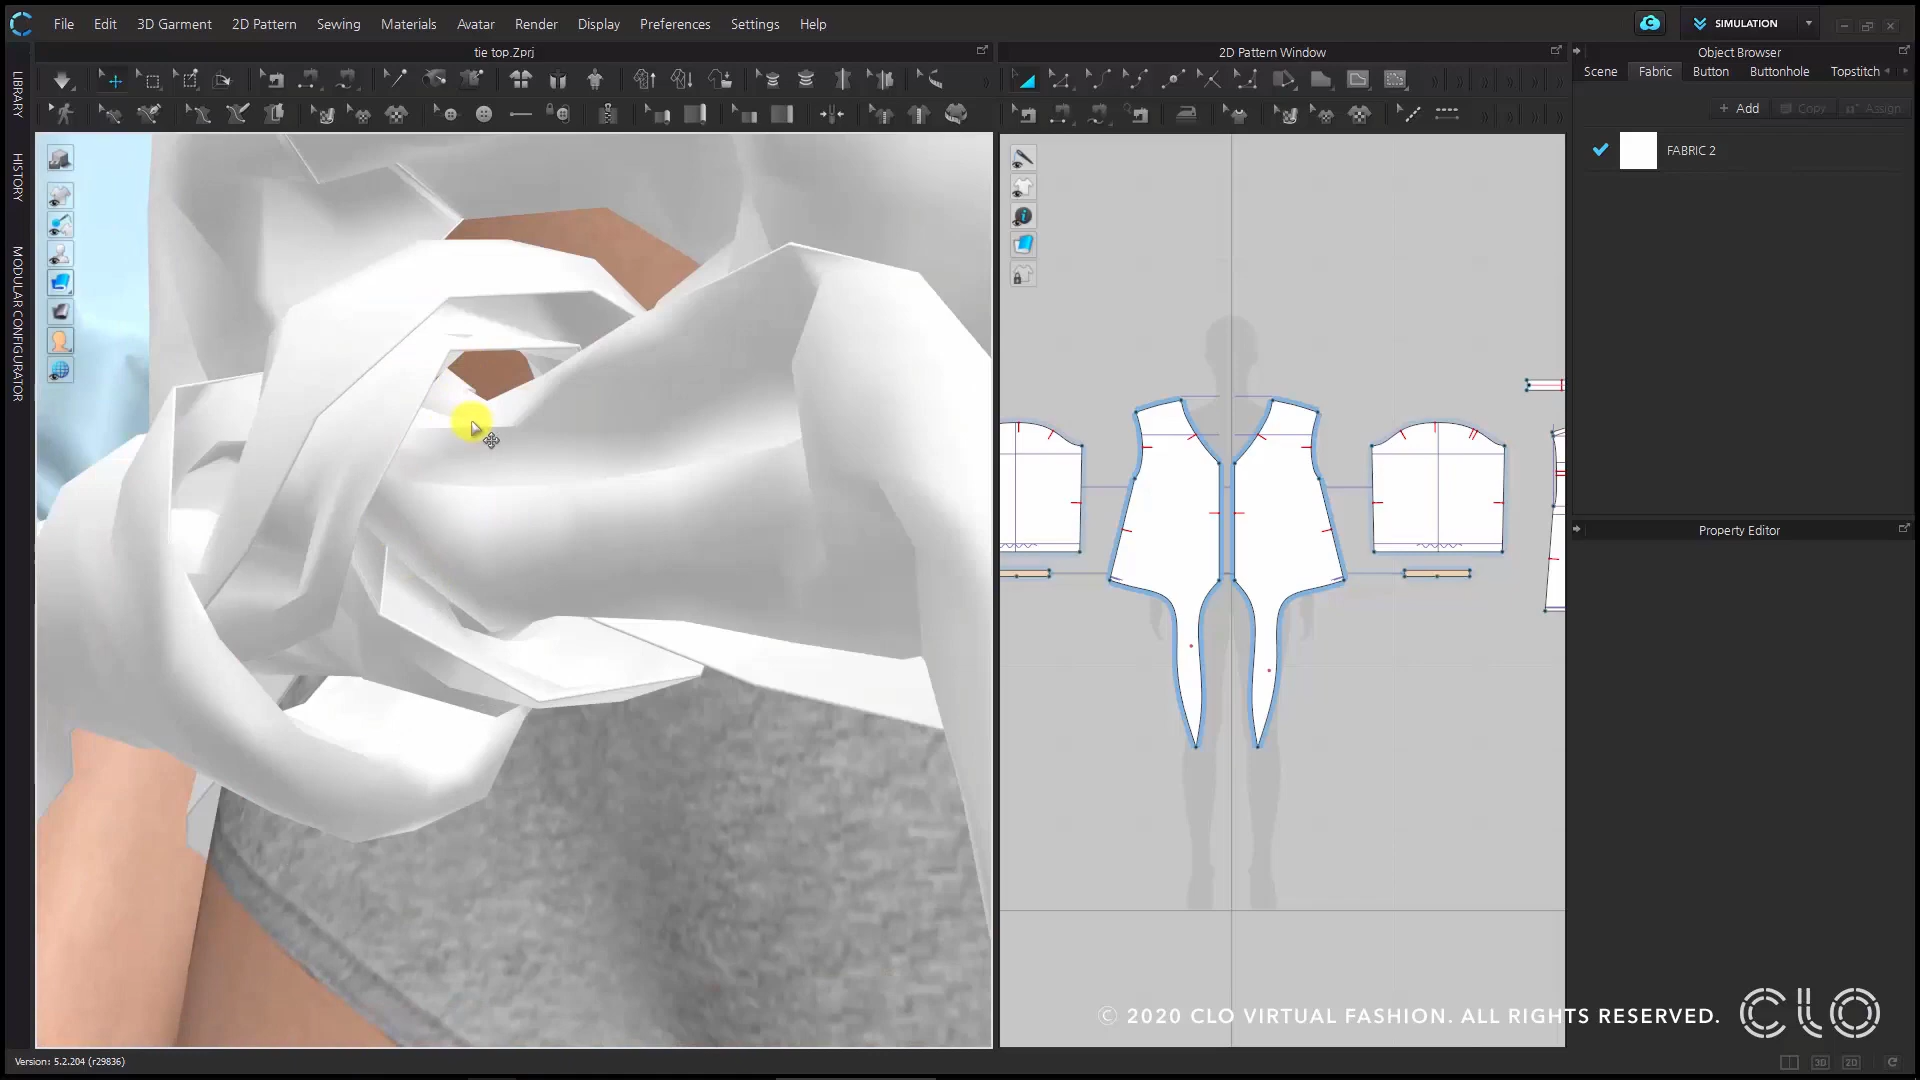 File Edit 3D Garment 2D Pattern Sewing Materials Avatar Render Display Preferences Settings Help
SIMULATION
tie top.Zprj
2D Pattern Window
Object Browser
Scene Fabric Button Buttonhole Topstitch
+ Add Copy Assign
FABRIC 2
LIBRARY
HISTORY
MODULAR CONFIGURATOR
Property Editor
© 2020 CLO VIRTUAL FASHION. ALL RIGHTS RESERVED.
CLO
Version: 5.2.204 (r29836)
3D 2D